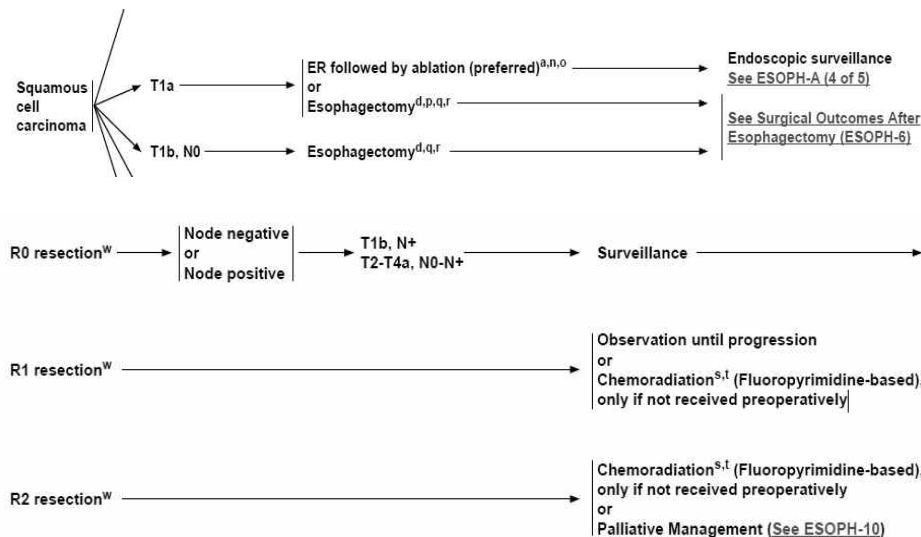 Squamous
cell
carcinoma
T1a
ER followed by ablation (preferred)a,n,o
or
Esophagectomyd,p,q,r
Endoscopic surveillance
See ESOPH-A (4 of 5)
T1b, N0
Esophagectomyd,q,r
See Surgical Outcomes After
Esophagectomy (ESOPH-6)
R0 resectionw
Node negative
or
Node positive
T1b, N+
T2-T4a, N0-N+
Surveillance
R1 resectionw
Observation until progression
or
Chemoradiations,t (Fluoropyrimidine-based),
only if not received preoperatively
R2 resectionw
Chemoradiations,t (Fluoropyrimidine-based),
only if not received preoperatively
or
Palliative Management (See ESOPH-10)